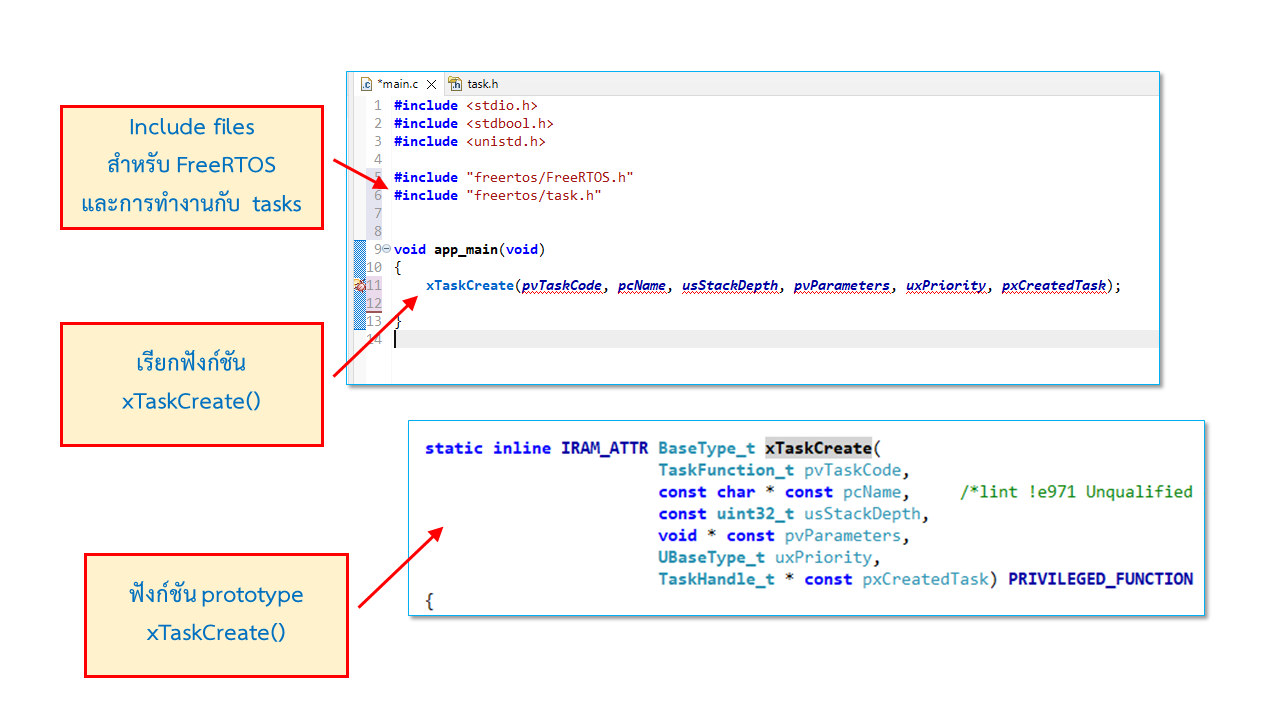 Include files
สำหรับ FreeRTOS
และการทำงานกับ tasks
*main.c
task.h
1 #include <stdio.h>
2 #include <stdbool.h>
3 #include <unistd.h>
4
5 #include "freertos/FreeRTOS.h"
6 #include "freertos/task.h"
7
8
9 void app_main(void)
10 {
11 xTaskCreate(pvTaskCode, pcName, usStackDepth, pvParameters, uxPriority, pxCreatedTask);
12
13 }
14
เรียกฟังก์ชัน
xTaskCreate()
static inline IRAM_ATTR BaseType_t xTaskCreate(
TaskFunction_t pvTaskCode,
const char * const pcName, /*lint !e971 Unqualified
const uint32_t usStackDepth,
void * const pvParameters,
UBaseType_t uxPriority,
TaskHandle_t * const pxCreatedTask) PRIVILEGED_FUNCTION
{
ฟังก์ชัน prototype
xTaskCreate()